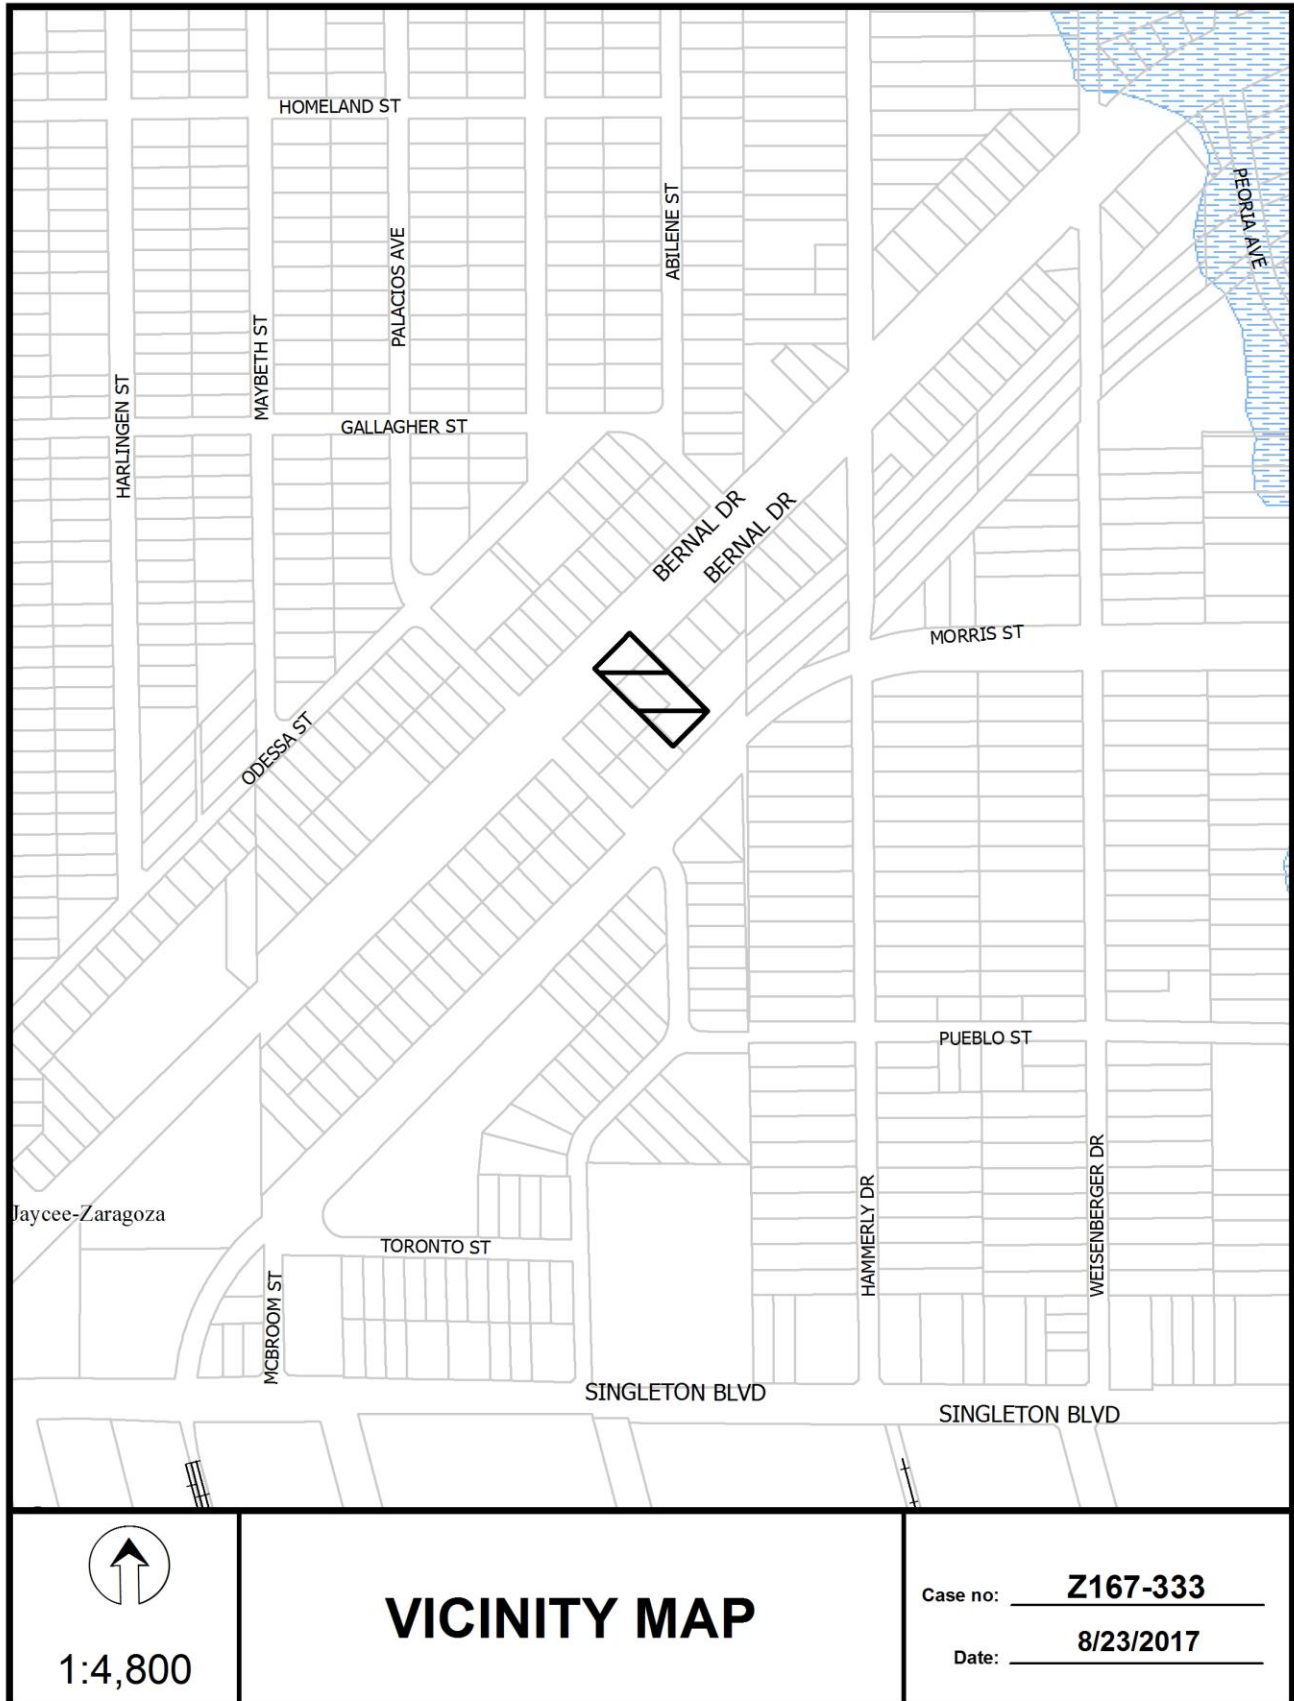 HOMELAND ST
PEORIA AVE
ABILENE ST
PALACIOS AVE
MAYBETH ST
HARLINGEN ST
GALLAGHER ST
BERNAL DR
BERNAL DR
MORRIS ST
ODESSA ST
PUEBLO ST
Jaycee-Zaragoza
TORONTO ST
HAMMERLY DR
WEISENBERGER DR
MCBROOM ST
SINGLETON BLVD
SINGLETON BLVD
1:4,800
VICINITY MAP
Case no: Z167-333
Date: 8/23/2017